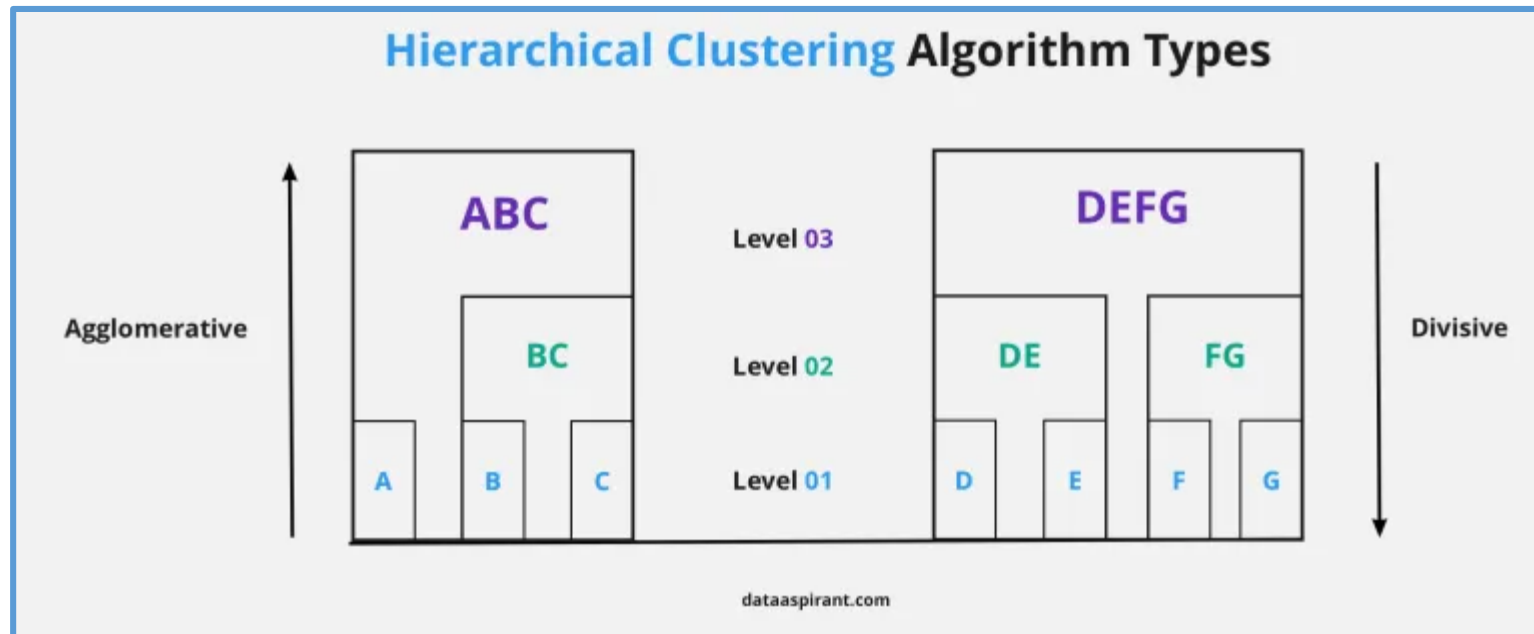 Hierarchical Clustering Algorithm Types
ABC
DEFG
Level 03
Agglomerative
Divisive
BC
Level 02
DE
FG
A
B
C
Level 01
D
E
F
G
dataaspirant.com